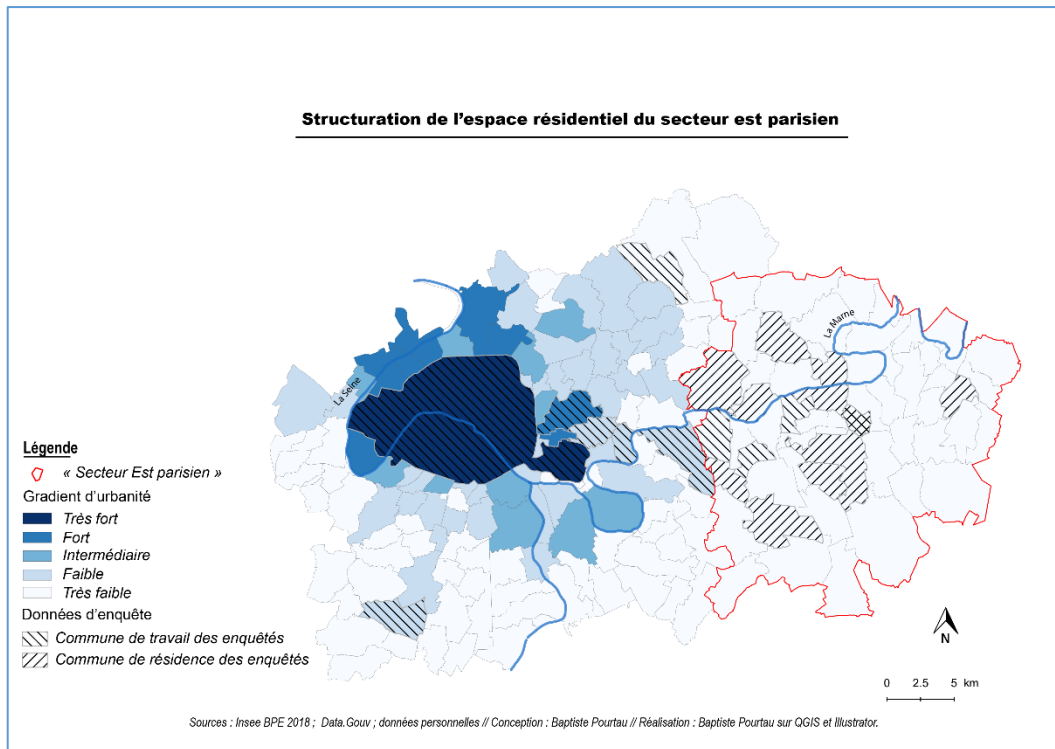 Structuration de l'espace résidentiel du secteur est parisien
La Seine
La Marne
Légende
« Secteur Est parisien »
Gradient d'urbanité
Très fort
Fort
Intermédiaire
Faible
Très faible
Données d'enquête
Commune de travail des enquêtés
Commune de résidence des enquêtés
N
0 2.5 5 km
Sources : Insee BPE 2018 ; Data.Gouv ; données personnelles // Conception : Baptiste Pourtau // Réalisation : Baptiste Pourtau sur QGIS et Illustrator.